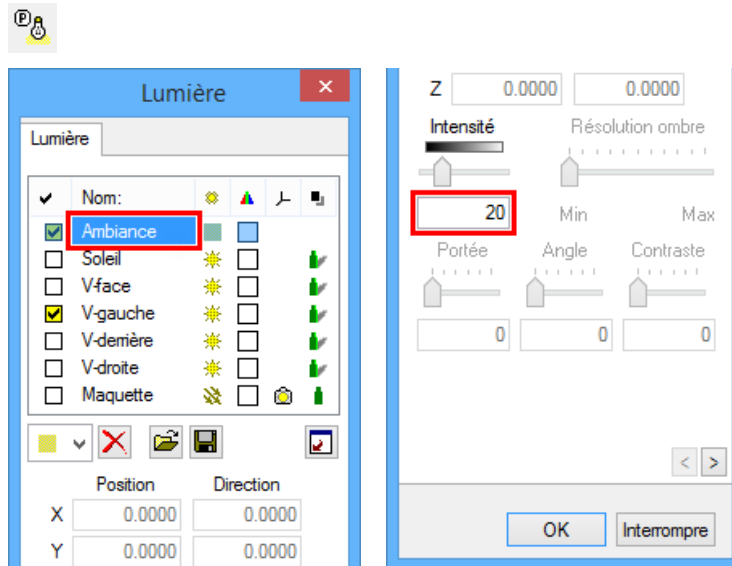 P
Lumière
Lumière
Nom:
Ambiance
Soleil
V-face
V-gauche
V-derrière
V-droite
Maquette
Position Direction
X 0.0000 0.0000
Y 0.0000 0.0000
Z 0.0000 0.0000
Intensité Résolution ombre
20 Min Max
Portée Angle Contraste
0 0 0
< >
OK Interrompre